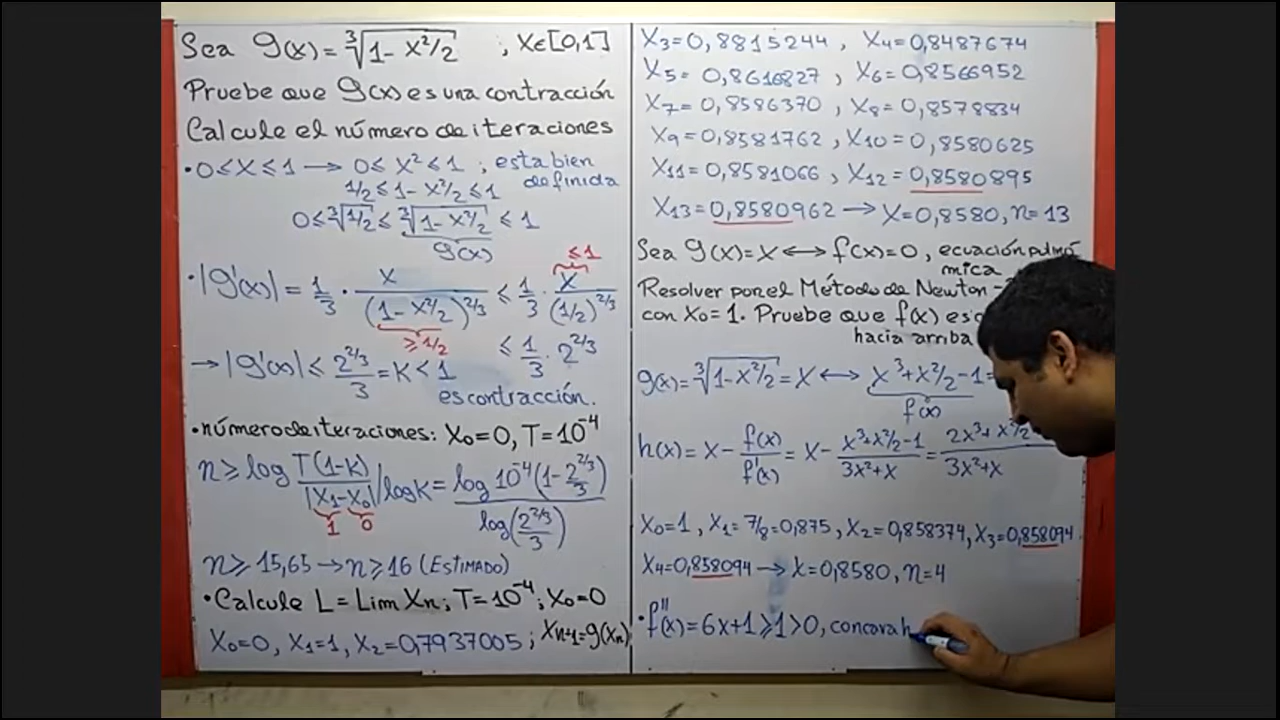 Sea g(x) = ∛(1 - x²/2) , x∈[0,1]
Pruebe que g(x) es una contracción
Calcule el número de iteraciones
• 0 ≤ x ≤ 1 → 0 ≤ x² ≤ 1 ; esta bien definida
1/2 ≤ 1 - x²/2 ≤ 1
0 ≤ ∛(1/2) ≤ ∛(1 - x²/2) ≤ 1
g(x)
≤ 1
• |g'(x)| = 1/3 · x/(1 - x²/2)^(2/3) ≤ 1/3 · x/(1/2)^(2/3)
≥ 1/2
≤ 1/3 · 2^(2/3)
→ |g'(x)| ≤ 2^(2/3)/3 = K < 1
es contracción.
• número de iteraciones: X₀=0, T=10⁻⁴
n ≥ log T(1-K)/|X₁-X₀| / log K = log 10⁻⁴(1 - 2^(2/3)/3) / log(2^(2/3)/3)
1 0
n ≥ 15,65 → n ≥ 16 (ESTIMADO)
• Calcule L = Lim Xn ; T=10⁻⁴ ; X₀=0
X₀=0, X₁=1, X₂=0,7937005 ; Xn+1=g(Xn)
X₃=0,8815244 , X₄=0,8487674
X₅=0,8616827 , X₆=0,8566952
X₇=0,8586370 , X₈=0,8578834
X₉=0,8581762 , X₁₀=0,8580625
X₁₁=0,8581066 , X₁₂=0,8580895
X₁₃=0,8580962 → X=0,8580, n=13
Sea g(x)=x ↔ f(x)=0, ecuación pulmó
mica
Resolver por el Método de Newton-
con X₀=1. Pruebe que f(x) es
hacia arriba
g(x) = ∛(1 - x²/2) = x ↔ x³+x²/2-1=
f(x)
h(x) = x - f(x)/f'(x) = x - (x³+x²/2-1)/(3x²+x) = (2x³+x²/2)/(3x²+x)
X₀=1, X₁=7/8=0,875, X₂=0,858374, X₃=0,858094
X₄=0,858094 → X=0,8580, n=4
• f''(x) = 6x+1 ≥ 1 > 0, concava h